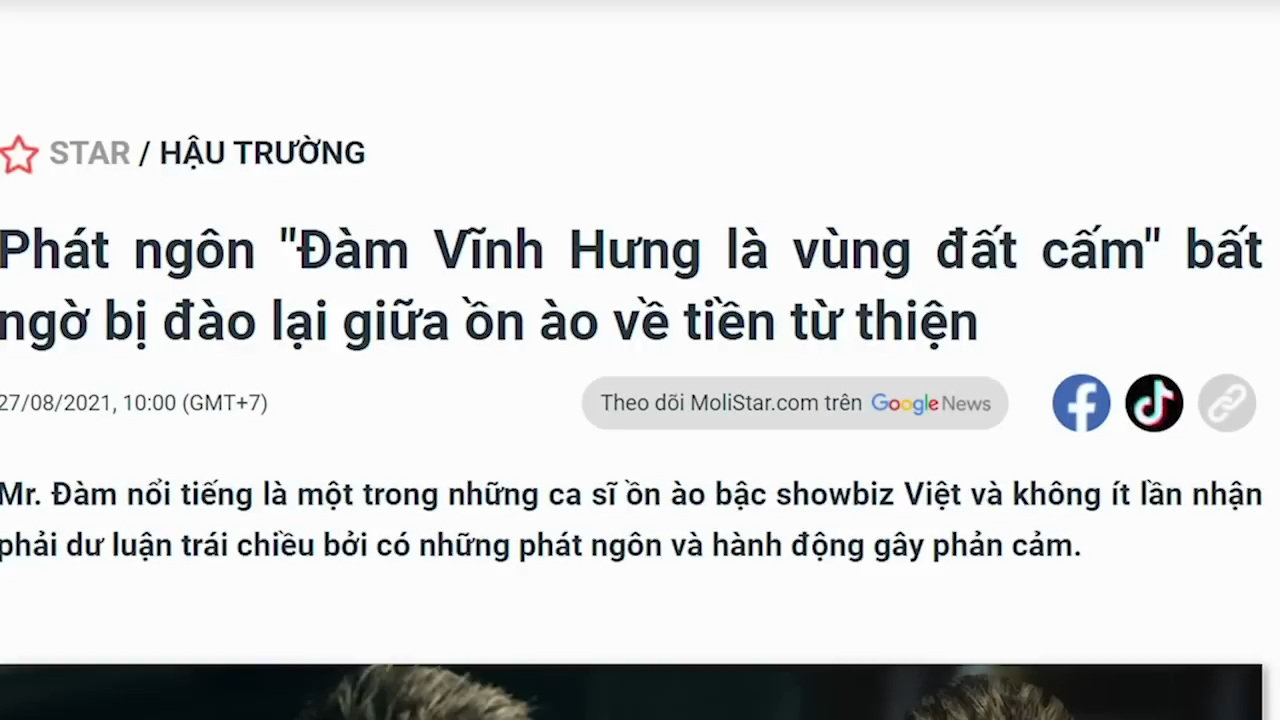 STAR / HẬU TRƯỜNG
Phát ngôn "Đàm Vĩnh Hưng là vùng đất cấm" bất
ngờ bị đào lại giữa ồn ào về tiền từ thiện
27/08/2021, 10:00 (GMT+7)
Theo dõi MoliStar.com trên Google News
Mr. Đàm nổi tiếng là một trong những ca sĩ ồn ào bậc showbiz Việt và không ít lần nhận
phải dư luận trái chiều bởi có những phát ngôn và hành động gây phản cảm.